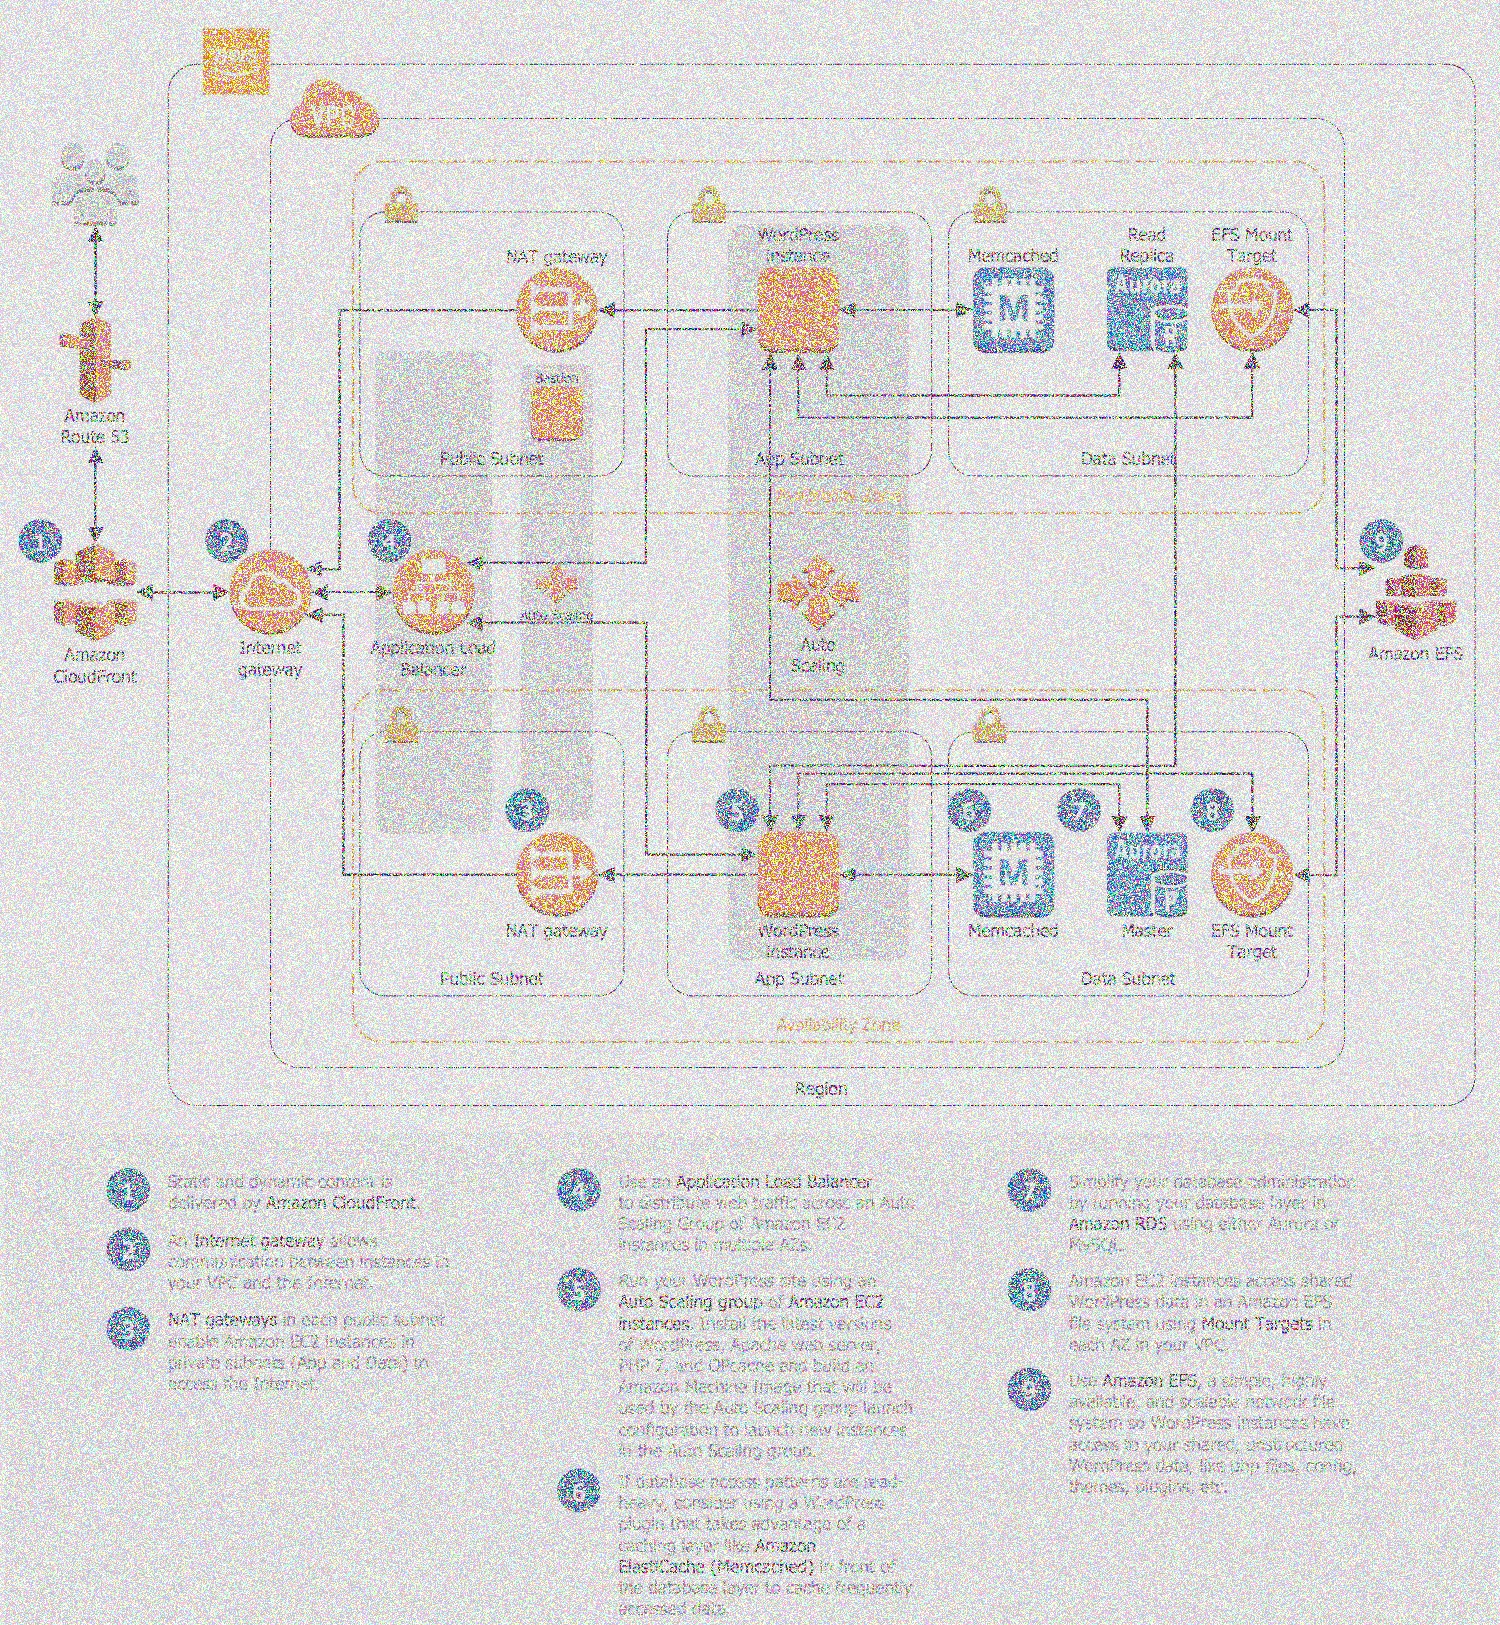 VPC
WordPress
Instance
Read
Replica
EFS Mount
Target
NAT gateway
Memcached
Aurora
M
R
Bastion
Amazon
Route 53
Public Subnet
App Subnet
Data Subnet
Availability Zone
1
2
4
9
Auto Scaling
Internet
gateway
Application Load
Balancer
Auto
Scaling
Amazon
CloudFront
Amazon EFS
3
5
6
7
8
Aurora
M
P
NAT gateway
WordPress
Instance
Memcached
Master
EFS Mount
Target
Public Subnet
App Subnet
Data Subnet
Availability Zone
Region
1
Static and dynamic content is
delivered by Amazon CloudFront.
2
An Internet gateway allows
communication between instances in
your VPC and the Internet.
3
NAT gateways in each public subnet
enable Amazon EC2 instances in
private subnets (App and Data) to
access the Internet.
4
Use an Application Load Balancer
to distribute web traffic across an Auto
Scaling Group of Amazon EC2
instances in multiple AZs.
5
Run your WordPress site using an
Auto Scaling group of Amazon EC2
instances. Install the latest versions
of WordPress, Apache web server,
PHP 7, and OPcache and build an
Amazon Machine Image that will be
used by the Auto Scaling group launch
configuration to launch new instances
in the Auto Scaling group.
6
If database access patterns are read-
heavy, consider using a WordPress
plugin that takes advantage of a
caching layer like Amazon
ElastiCache (Memcached) in front of
the database layer to cache frequently
accessed data.
7
Simplify your database administration
by running your database layer in
Amazon RDS using either Aurora or
MySQL.
8
Amazon EC2 instances access shared
WordPress data in an Amazon EFS
file system using Mount Targets in
each AZ in your VPC.
9
Use Amazon EFS, a simple, highly
available, and scalable network file
system so WordPress instances have
access to your shared, unstructured
WordPress data, like php files, config,
themes, plugins, etc.